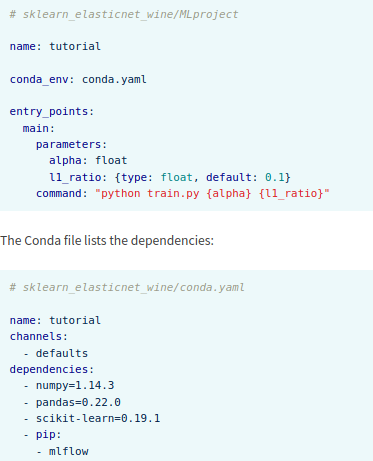 # sklearn_elasticnet_wine/MLproject
name: tutorial
conda_env: conda.yaml
entry_points:
  main:
    parameters:
      alpha: float
      l1_ratio: {type: float, default: 0.1}
    command: "python train.py {alpha} {l1_ratio}"
The Conda file lists the dependencies:
# sklearn_elasticnet_wine/conda.yaml
name: tutorial
channels:
  - defaults
dependencies:
  - numpy=1.14.3
  - pandas=0.22.0
  - scikit-learn=0.19.1
  - pip:
    - mlflow